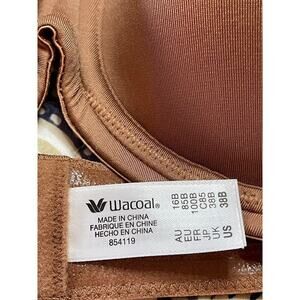 Wacoal®
MADE IN CHINA
FABRIQUE EN CHINE
HECHO EN CHINA
854119
AU 16B
EU 85B
FR 100B
JP C85
UK 38B
US 38B